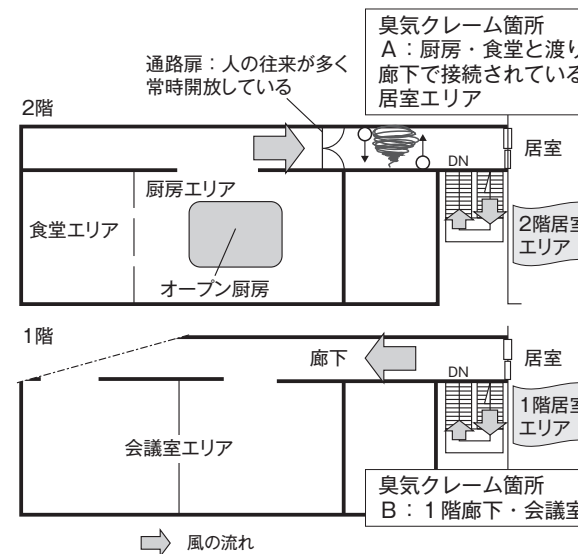 臭気クレーム箇所
A：厨房・食堂と渡り
廊下で接続されている
居室エリア
通路扉：人の往来が多く
常時開放している
2階
DN
居室
厨房エリア
食堂エリア
2階居室
エリア
オープン厨房
1階
廊下
DN
居室
1階居室
エリア
会議室エリア
臭気クレーム箇所
B：1階廊下・会議室
風の流れ